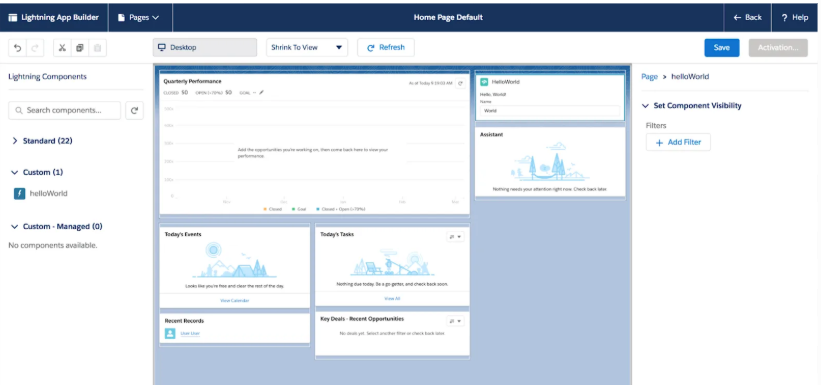 Lightning App Builder
Pages
Home Page Default
Back
? Help
Desktop
Shrink To View
Refresh
Save
Activation...
Lightning Components
Search components...
Standard (22)
Custom (1)
helloWorld
Custom - Managed (0)
No components available.
Quarterly Performance
CLOSED $0 OPEN (>70%) $0 GOAL --
Add the opportunities you're working on, then come back here to view your
performance.
Closed Goal Closed + Open (>70%)
Today's Events
Looks like you're free and clear the rest of the day.
View Calendar
Recent Records
User User
Today's Tasks
Nothing due today. Be a go-getter, and check back soon.
View All
Key Deals - Recent Opportunities
No deals yet. Select another filter or check back later.
HelloWorld
Hello, World!
Name
World
Assistant
Nothing needs your attention right now. Check back later.
Page > helloWorld
Set Component Visibility
Filters
+ Add Filter